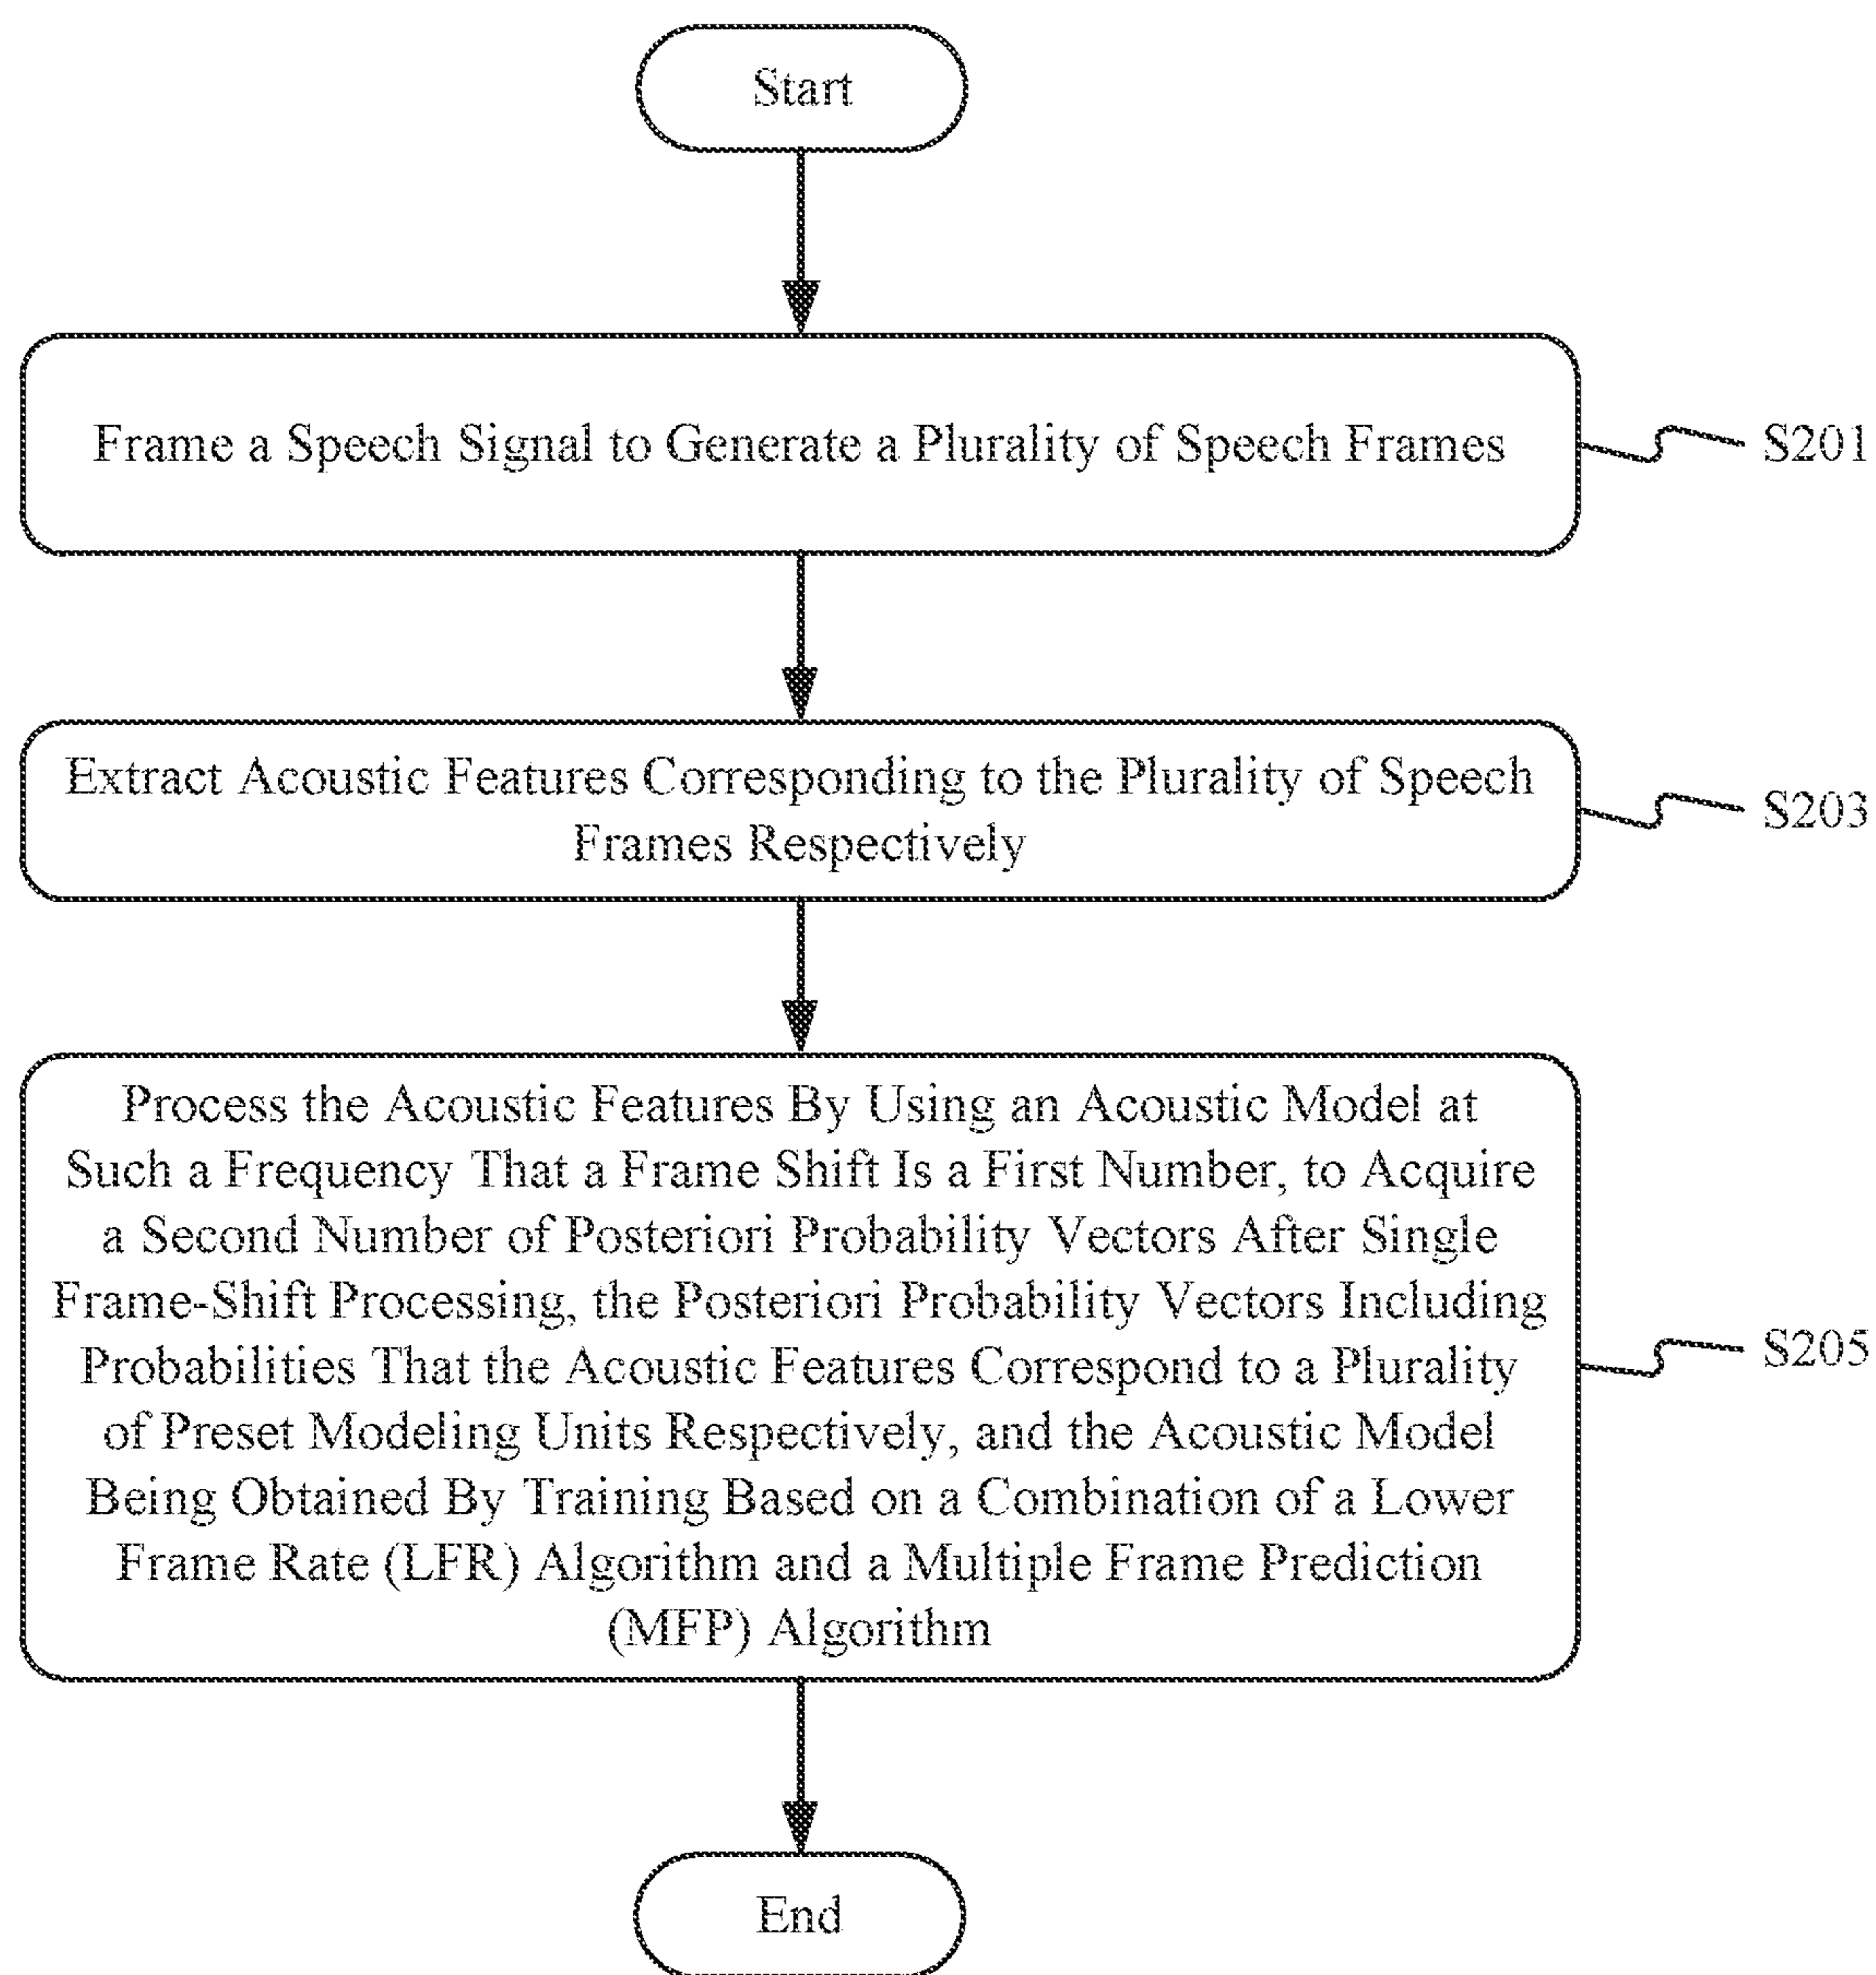 Start
Frame a Speech Signal to Generate a Plurality of Speech Frames
S201
Extract Acoustic Features Corresponding to the Plurality of Speech
Frames Respectively
S203
Process the Acoustic Features By Using an Acoustic Model at
Such a Frequency That a Frame Shift Is a First Number, to Acquire
a Second Number of Posteriori Probability Vectors After Single
Frame-Shift Processing, the Posteriori Probability Vectors Including
Probabilities That the Acoustic Features Correspond to a Plurality
of Preset Modeling Units Respectively, and the Acoustic Model
Being Obtained By Training Based on a Combination of a Lower
Frame Rate (LFR) Algorithm and a Multiple Frame Prediction
(MFP) Algorithm
S205
End